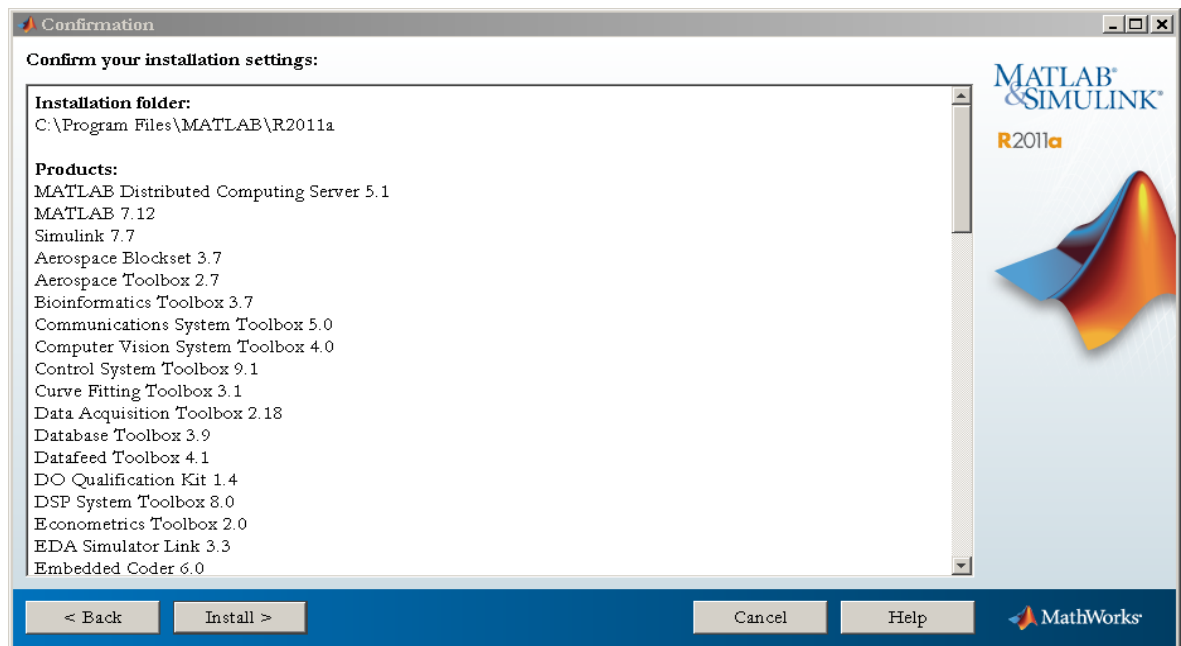 Confirmation
Confirm your installation settings:
Installation folder:
C:\Program Files\MATLAB\R2011a
Products:
MATLAB Distributed Computing Server 5.1
MATLAB 7.12
Simulink 7.7
Aerospace Blockset 3.7
Aerospace Toolbox 2.7
Bioinformatics Toolbox 3.7
Communications System Toolbox 5.0
Computer Vision System Toolbox 4.0
Control System Toolbox 9.1
Curve Fitting Toolbox 3.1
Data Acquisition Toolbox 2.18
Database Toolbox 3.9
Datafeed Toolbox 4.1
DO Qualification Kit 1.4
DSP System Toolbox 8.0
Econometrics Toolbox 2.0
EDA Simulator Link 3.3
Embedded Coder 6.0
MATLAB®
&SIMULINK®
R2011a
< Back
Install >
Cancel
Help
MathWorks®